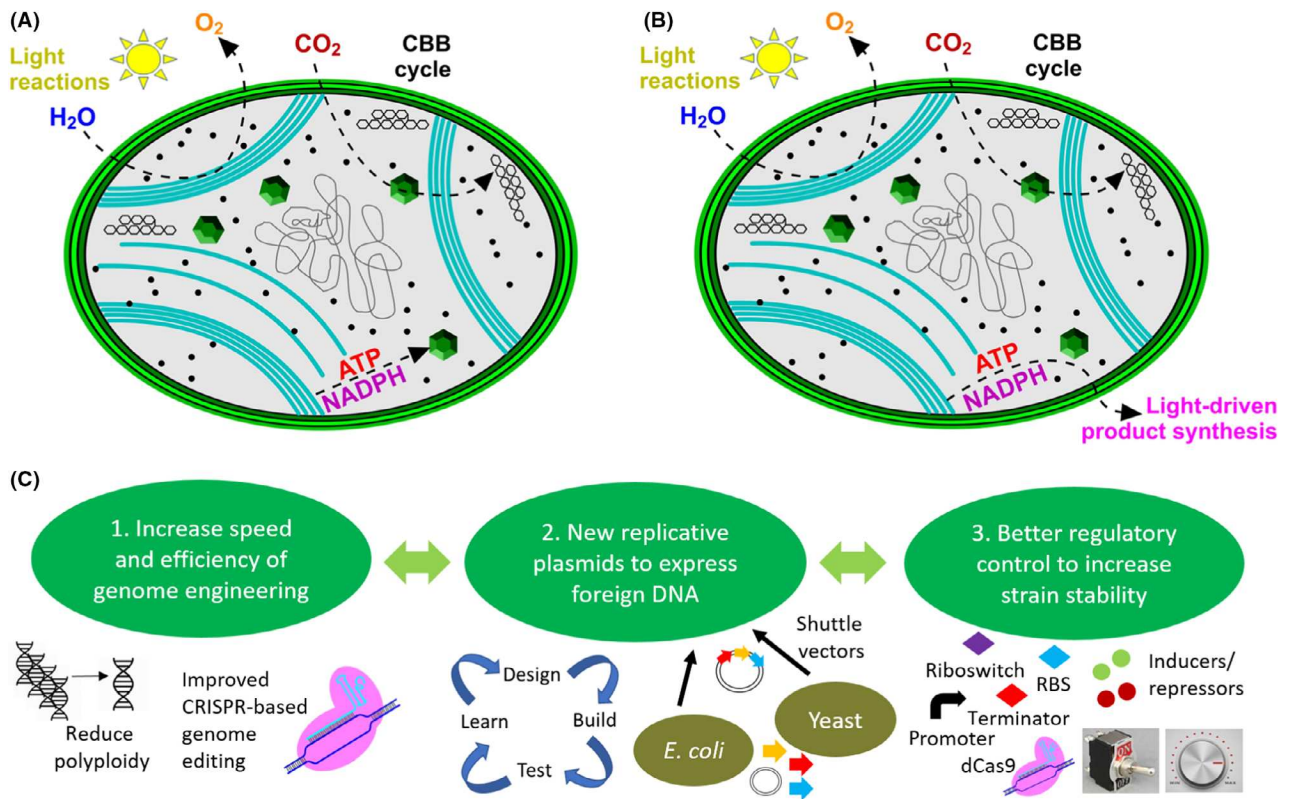 (A)
O2
CO2
CBB
cycle
Light
reactions
H2O
ATP
NADPH
(B)
O2
CO2
CBB
cycle
Light
reactions
H2O
ATP
NADPH
Light-driven
product synthesis
(C)
1. Increase speed
and efficiency of
genome engineering
2. New replicative
plasmids to express
foreign DNA
3. Better regulatory
control to increase
strain stability
Reduce
polyploidy
Improved
CRISPR-based
genome
editing
Design
Build
Test
Learn
Shuttle
vectors
E. coli
Yeast
Riboswitch
RBS
Terminator
Promoter
dCas9
Inducers/
repressors
ON